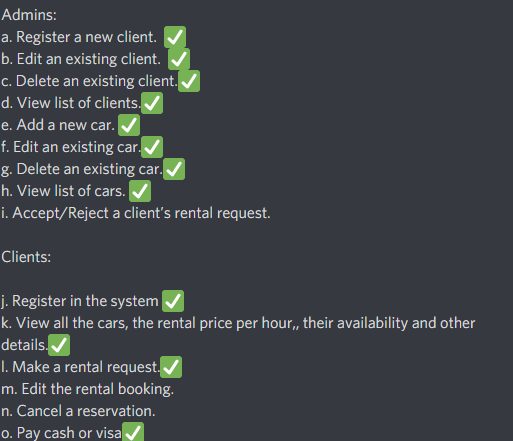 Admins:
a. Register a new client. ✅
b. Edit an existing client. ✅
c. Delete an existing client.✅
d. View list of clients.✅
e. Add a new car. ✅
f. Edit an existing car.✅
g. Delete an existing car.✅
h. View list of cars. ✅
i. Accept/Reject a client's rental request.
Clients:
j. Register in the system ✅
k. View all the cars, the rental price per hour,, their availability and other
details.✅
l. Make a rental request.✅
m. Edit the rental booking.
n. Cancel a reservation.
o. Pay cash or visa✅